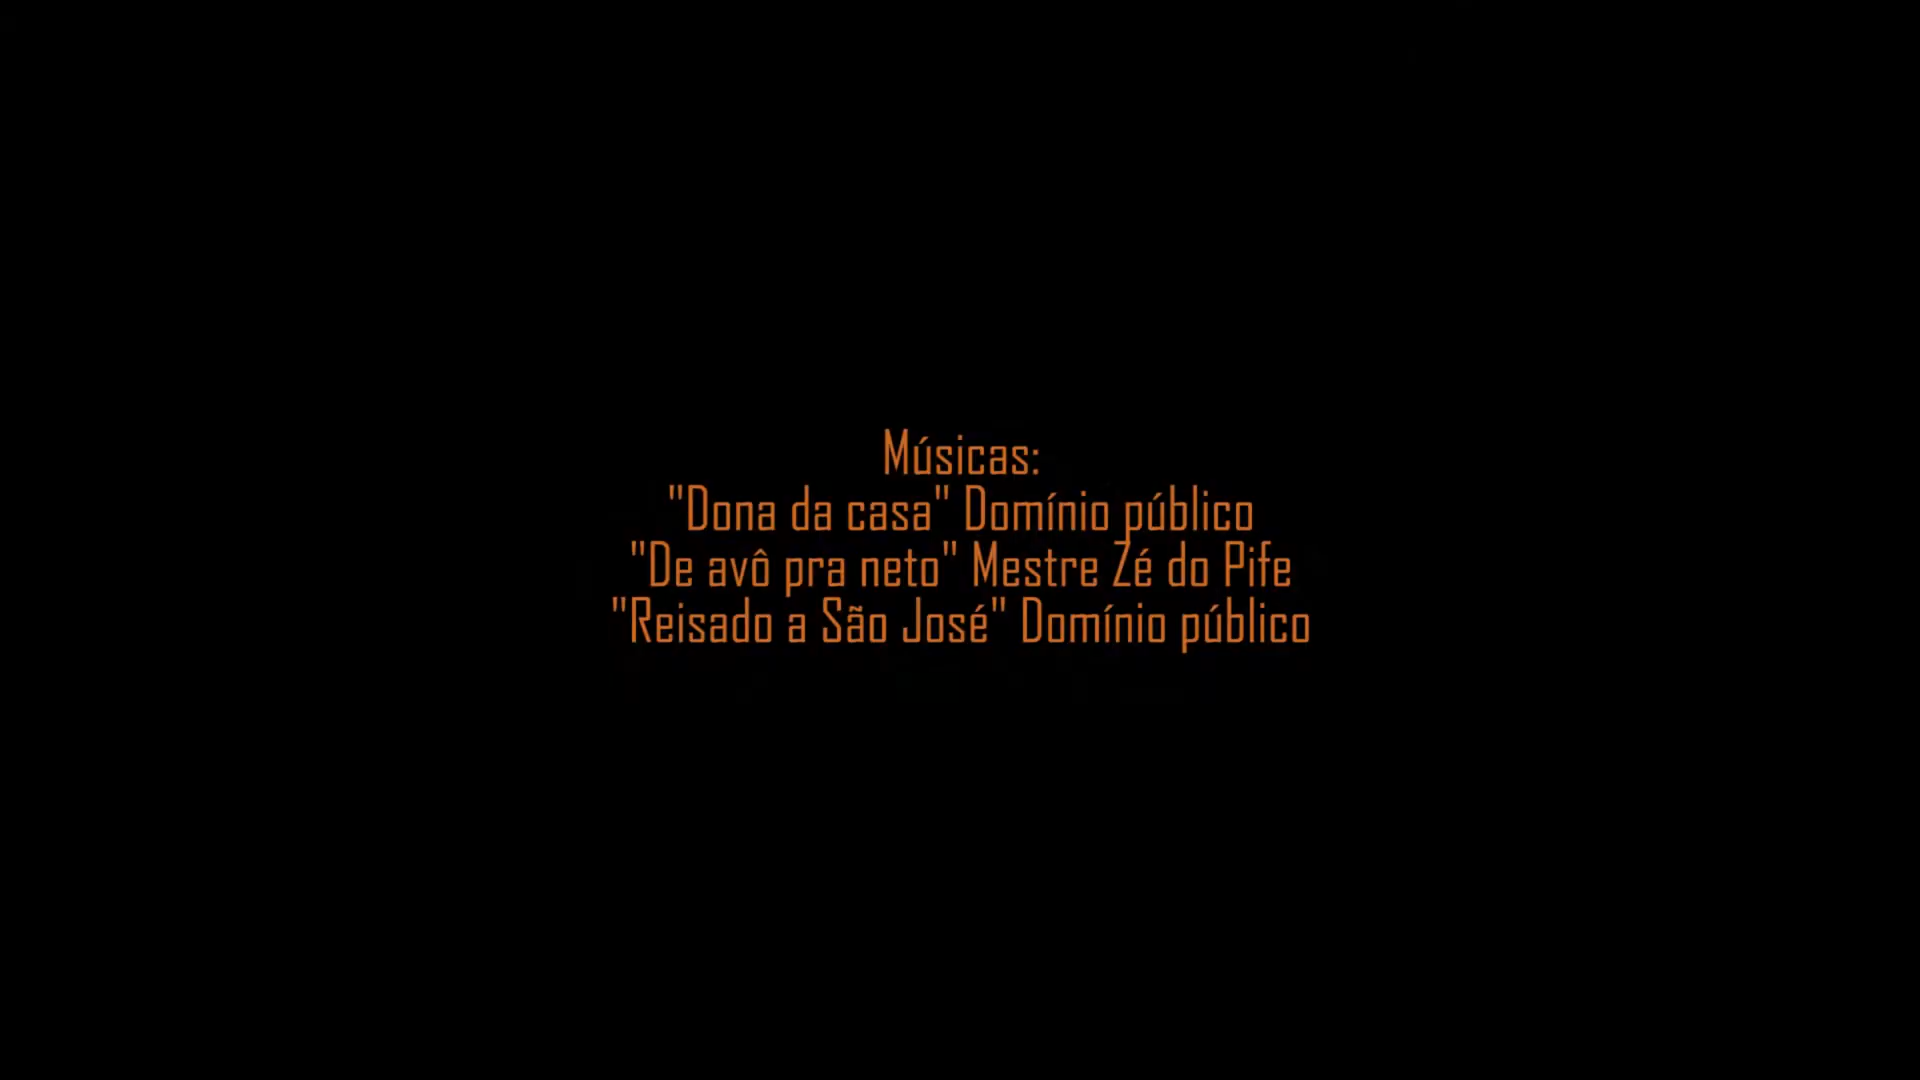 Músicas:
"Dona da casa" Domínio público
"De avô pra neto" Mestre Zé do Pife
"Reisado a São José" Domínio público